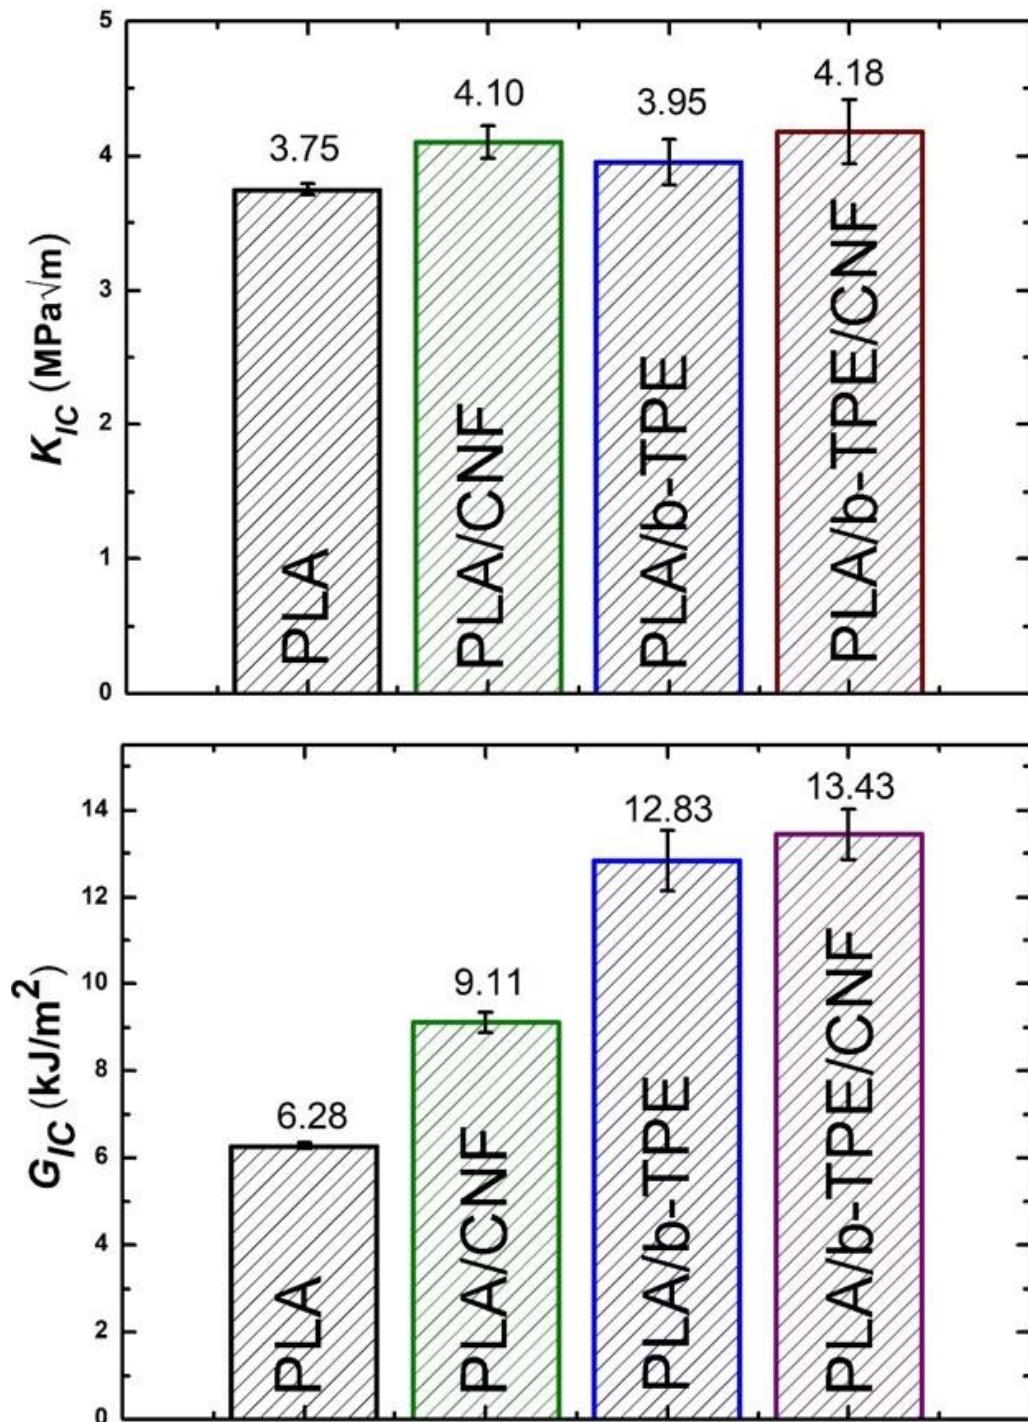 5
4
3
2
1
0
K_IC (MPa√m)
3.75
4.10
3.95
4.18
PLA
PLA/CNF
PLA/b-TPE
PLA/b-TPE/CNF
14
12
10
8
6
4
2
0
G_IC (kJ/m²)
6.28
9.11
12.83
13.43
PLA
PLA/CNF
PLA/b-TPE
PLA/b-TPE/CNF